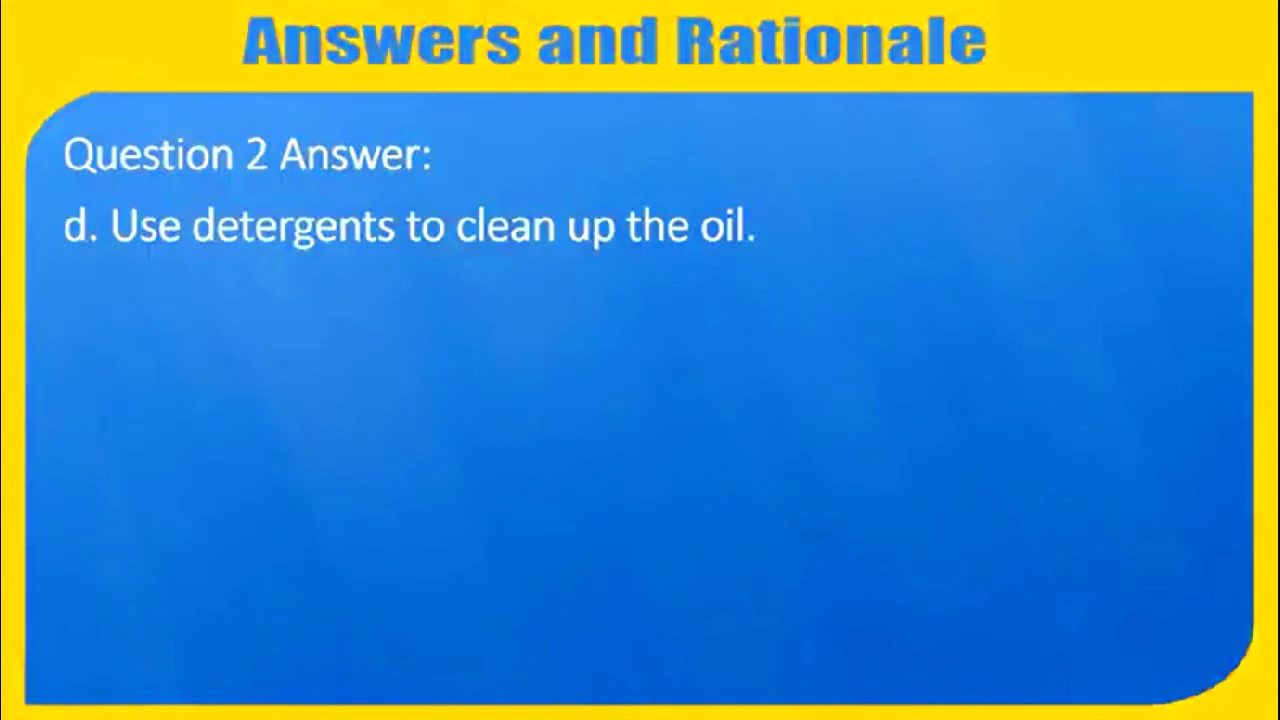 Answers and Rationale
Question 2 Answer:
d. Use detergents to clean up the oil.